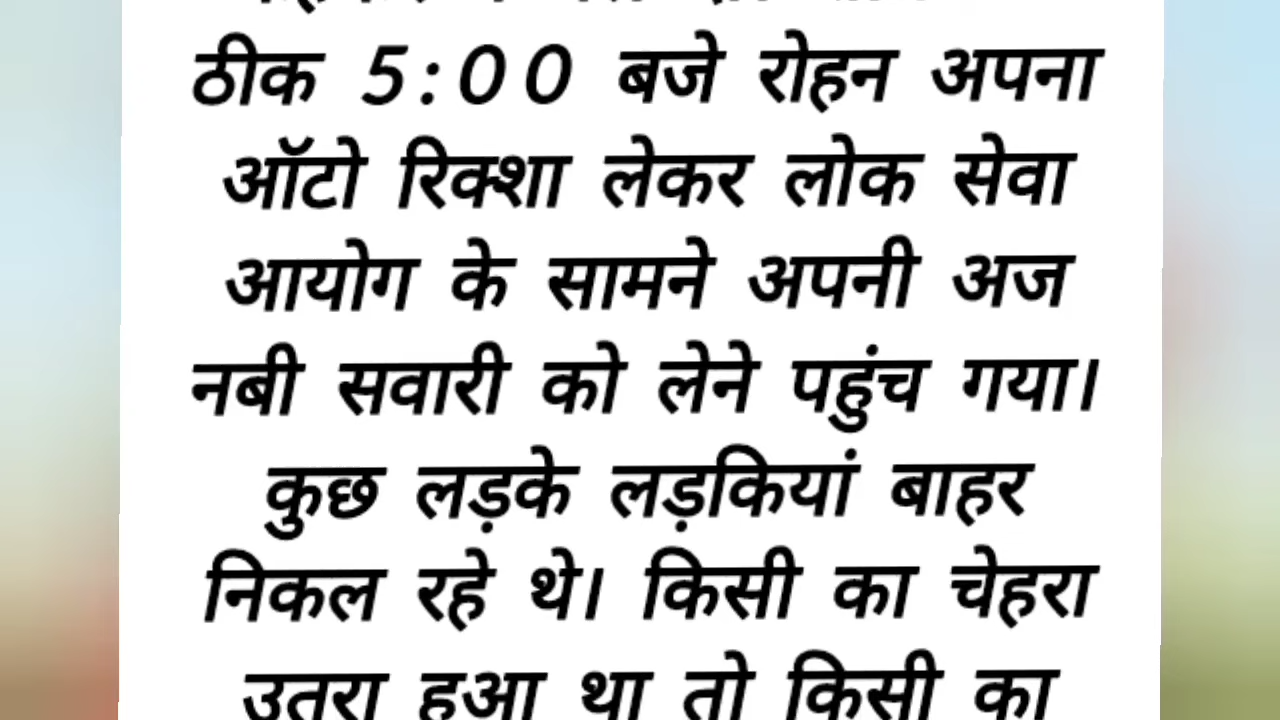 ठीक 5:00 बजे रोहन अपना
ऑटो रिक्शा लेकर लोक सेवा
आयोग के सामने अपनी अज
नबी सवारी को लेने पहुंच गया।
कुछ लड़के लड़कियां बाहर
निकल रहे थे। किसी का चेहरा
उतरा हुआ था तो किसी का